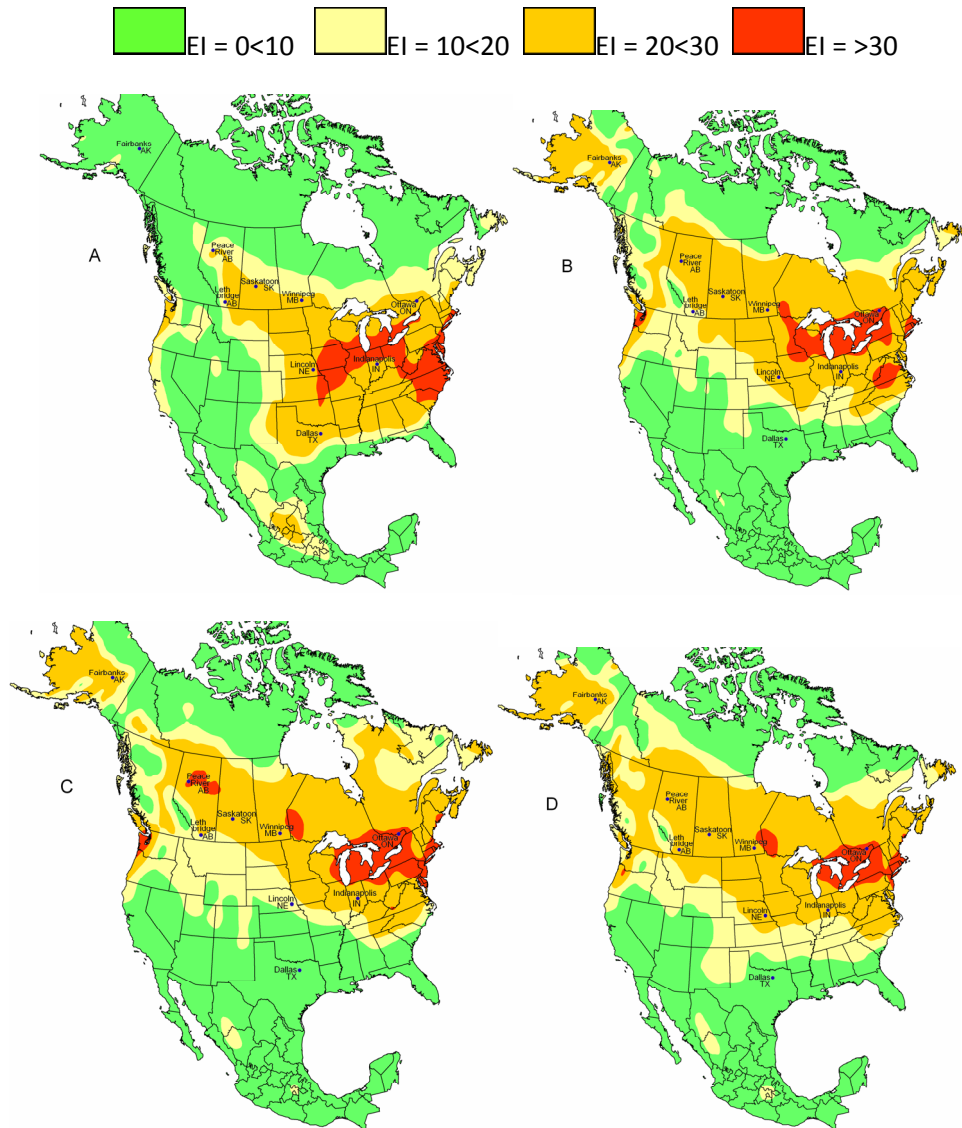 EI = 0<10 EI = 10<20 EI = 20<30 EI = >30
A
Fairbanks
AK
Peace
River
AB
Saskatoon
SK
Leth
bridge
AB
Winnipeg
MB
Ottawa
ON
Lincoln
NE
Indianapolis
IN
Dallas
TX
B
Fairbanks
AK
Peace
River
AB
Saskatoon
SK
Leth
bridge
AB
Winnipeg
MB
Ottawa
ON
Lincoln
NE
Indianapolis
IN
Dallas
TX
C
Fairbanks
AK
Peace
River
AB
Saskatoon
SK
Leth
bridge
AB
Winnipeg
MB
Ottawa
ON
Lincoln
NE
Indianapolis
IN
Dallas
TX
D
Fairbanks
AK
Peace
River
AB
Saskatoon
SK
Leth
bridge
AB
Winnipeg
MB
Ottawa
ON
Lincoln
NE
Indianapolis
IN
Dallas
TX